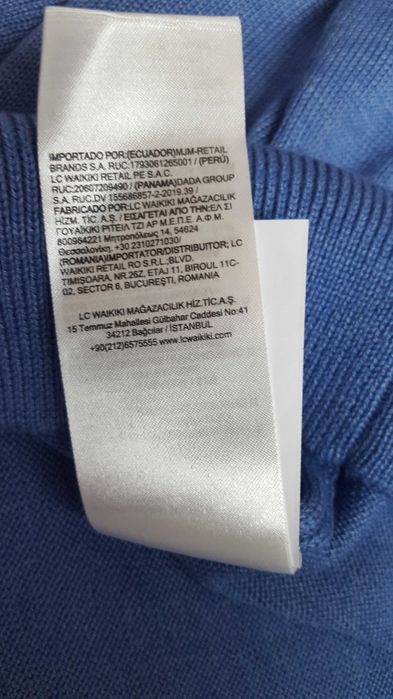 IMPORTADO POR:(ECUADOR)MJM-RETAIL
BRANDS S.A. RUC:1793061265001 / (PERÚ)
LC WAIKIKI RETAIL PE S.A.C.
RUC:20607209490 / (PANAMA)DADA GROUP
S.A. RUC.DV 155686857-2-2019.39 /
FABRICADO POR:LC WAIKIKI MAĞAZACILIK
HİZM. TİC. A.Ş. / ΕΙΣΑΓΕΤΑΙ ΑΠΟ ΤΗΝ:ΕΛ ΣΙ
ΓΟΥΑΪΚΙΚΙ ΡΙΤΕΙΛ ΤΖΙ ΑΡ Μ.Ε.Π.Ε. Α.Φ.Μ.
800964221 Μητροπόλεως 14, 54624
Θεσσαλονίκη. +30 2310271030/
(ROMANIA)IMPORTATOR/DISTRIBUITOR; LC
WAIKIKI RETAIL RO S.R.L.,BLVD.
TIMIȘOARA, NR.26Z, ETAJ 11, BIROUL 11C-
02, SECTOR 6, BUCUREȘTI, ROMANIA
LC WAIKIKI MAĞAZACILIK HİZ.TİC.A.Ş.
15 Temmuz Mahallesi Gülbahar Caddesi No:41
34212 Bağcılar / İSTANBUL
+90(212)6575555 www.lcwaikiki.com